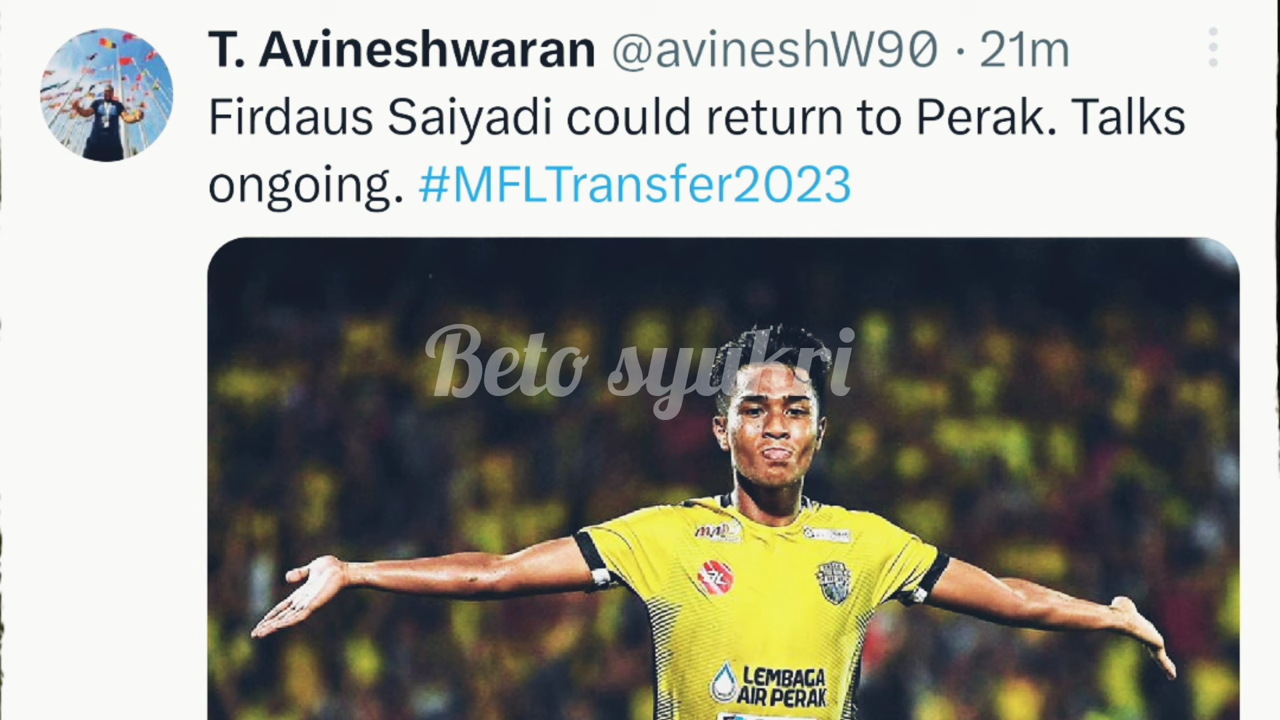 T. Avineshwaran @avineshW90 · 21m
Firdaus Saiyadi could return to Perak. Talks
ongoing. #MFLTransfer2023
Beto syukri
LEMBAGA
AIR PERAK